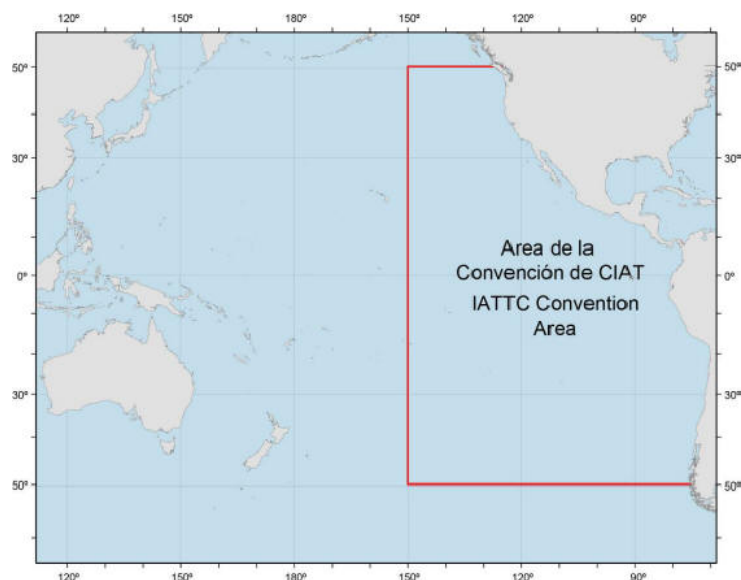 120º 150º 180º 150º 120º 90º
50º 50º
30º 30º
Area de la
Convención de CIAT
0º 0º
IATTC Convention
Area
30º 30º
50º 50º
120º 150º 180º 150º 120º 90º